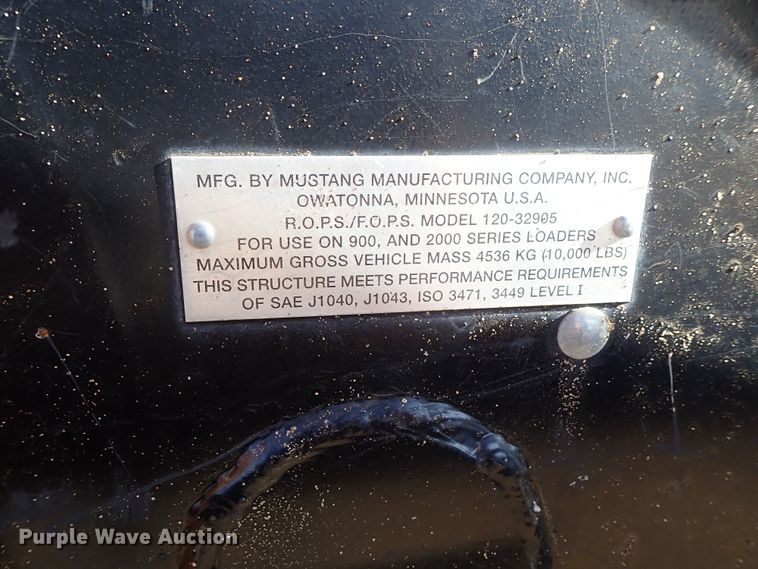 MFG. BY MUSTANG MANUFACTURING COMPANY, INC.
OWATONNA, MINNESOTA U.S.A.
R.O.P.S./F.O.P.S. MODEL 120-32905
FOR USE ON 900, AND 2000 SERIES LOADERS
MAXIMUM GROSS VEHICLE MASS 4536 KG (10,000 LBS)
THIS STRUCTURE MEETS PERFORMANCE REQUIREMENTS
OF SAE J1040, J1043, ISO 3471, 3449 LEVEL I
Purple Wave Auction®